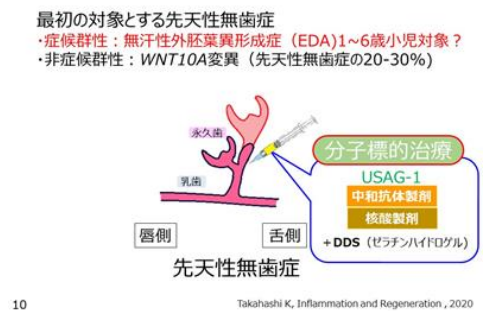 最初の対象とする先天性無歯症
・症候群性：無汗性外胚葉異形成症（EDA)1~6歳小児対象？
・非症候群性：WNT10A変異（先天性無歯症の20-30%）
永久歯
乳歯
分子標的治療
USAG-1
中和抗体製剤
核酸製剤
＋DDS（ゼラチンハイドロゲル）
唇側
舌側
先天性無歯症
10
Takahashi K, Inflammation and Regeneration , 2020